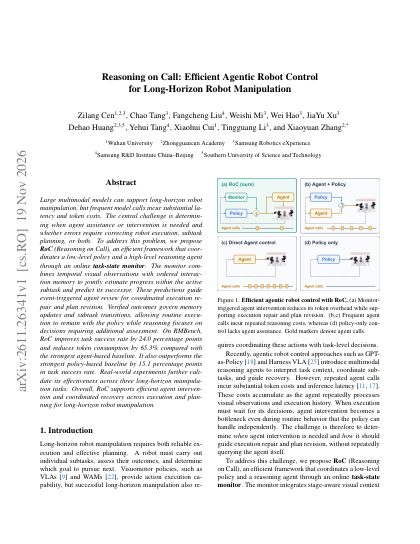 Reasoning on Call: Efficient Agentic Robot Control
for Long-Horizon Robot Manipulation
Zilang Cen1,2,3, Chao Tang3, Fangcheng Liu4, Weishi Mi3, Wei Hao3, JiaYu Xu3
Dehao Huang2,3,5, Yehui Tang4, Xiaohui Cui1, Tingguang Li3, and Xiaoyuan Zhang2,*
1Wuhan University 2Zhongguancun Academy 3Samsung Robotics eXperience
4Samsung R&D Institute China–Beijing 5Southern University of Science and Technology
arXiv:2611.26341v1 [cs.RO] 19 Nov 2026
Abstract
Large multimodal models can support long-horizon robot
manipulation, but frequent model calls incur substantial la-
tency and token costs. The central challenge is determining
when agent assistance or intervention is needed and
whether errors require correcting robot execution, subtask
planning, or both. To address this problem, we propose
RoC (Reasoning on Call), an efficient framework that coor-
dinates a low-level policy and a high-level reasoning agent
through an online task-state monitor. The monitor com-
bines temporal visual observations with ordered interac-
tion memory to jointly estimate progress within the active
subtask and predict its success. These predictions guide
event-triggered agent review for coordinated execution re-
pair and plan revision. Verified outcomes govern memory
updates and subtask transitions, allowing routine execu-
tion to remain with the policy while reasoning focuses on
decisions requiring additional assessment. On RMBench,
RoC improves task success rate by 24.0 percentage points
and reduces token consumption by 65.3% compared with
the strongest agent-based baseline. It also outperforms the
strongest policy-based baseline by 15.1 percentage points
in task success rate. Real-world experiments further vali-
date its effectiveness across three long-horizon manipula-
tion tasks. Overall, RoC supports efficient agent interven-
tion and coordinated recovery across execution and plan-
ning for long-horizon robot manipulation.
1. Introduction
Long-horizon robot manipulation requires both reliable
execution and effective planning. A robot must carry
out individual subtasks, assess their outcomes, and determine
which goal to pursue next. Visuomotor policies, such as
VLAs [9] and WAMs [22], provide action execution ca-
pability, but successful long-horizon manipulation also re-
(a) RoC (ours)
Monitor
Agent
Policy
Agent calls
(b) Agent + Policy
Agent
Policy
Agent calls
(c) Direct Agent control
Agent
Agent calls
(d) Policy only
Policy
Agent calls
Figure 1. Efficient agentic robot control with RoC. (a) Monitor-
triggered agent intervention reduces its token overhead while sup-
porting execution repair and plan revision. (b,c) Frequent agent
calls incur repeated reasoning costs, whereas (d) policy-only con-
trol lacks agent assistance. Gold markers denote agent calls.
quires coordinating these actions with task-level decisions.
Recently, agentic robot control approaches such as GPT-
as-Policy [18] and Harness VLA [25] introduce multimodal
reasoning agents to interpret task context, coordinate sub-
tasks, and guide recovery. However, repeated agent calls
incur substantial token costs and inference latency [11, 17].
These costs accumulate as the agent repeatedly processes
visual observations and execution history. When execution
must wait for its decisions, agent intervention becomes a
bottleneck even during routine behavior that the policy can
handle independently. The challenge is therefore to deter-
mine when agent intervention is needed and how it should
guide execution repair and plan revision, without repeatedly
querying the agent itself.
To address this challenge, we propose RoC (Reasoning
on Call), an efficient framework that coordinates a low-level
policy and a reasoning agent through an online task-state
monitor. The monitor integrates stage-aware visual context